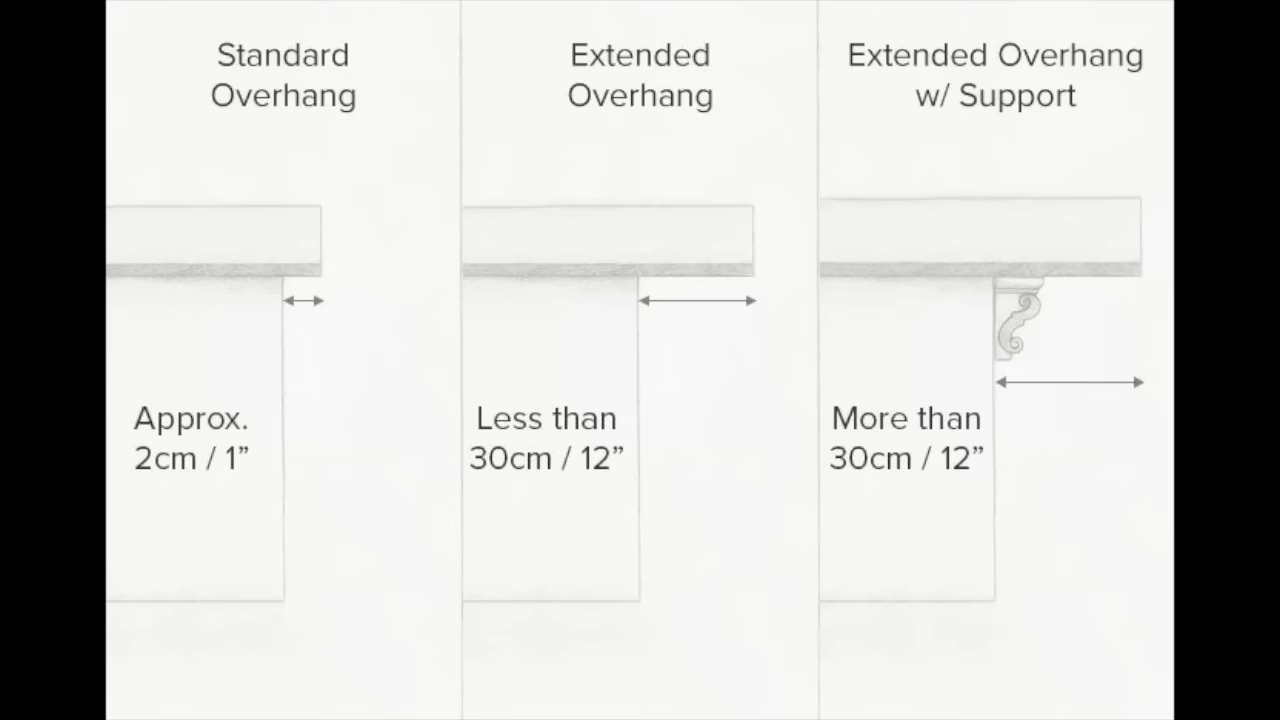 Standard
Overhang
Extended
Overhang
Extended Overhang
w/ Support
Approx.
2cm / 1”
Less than
30cm / 12”
More than
30cm / 12”